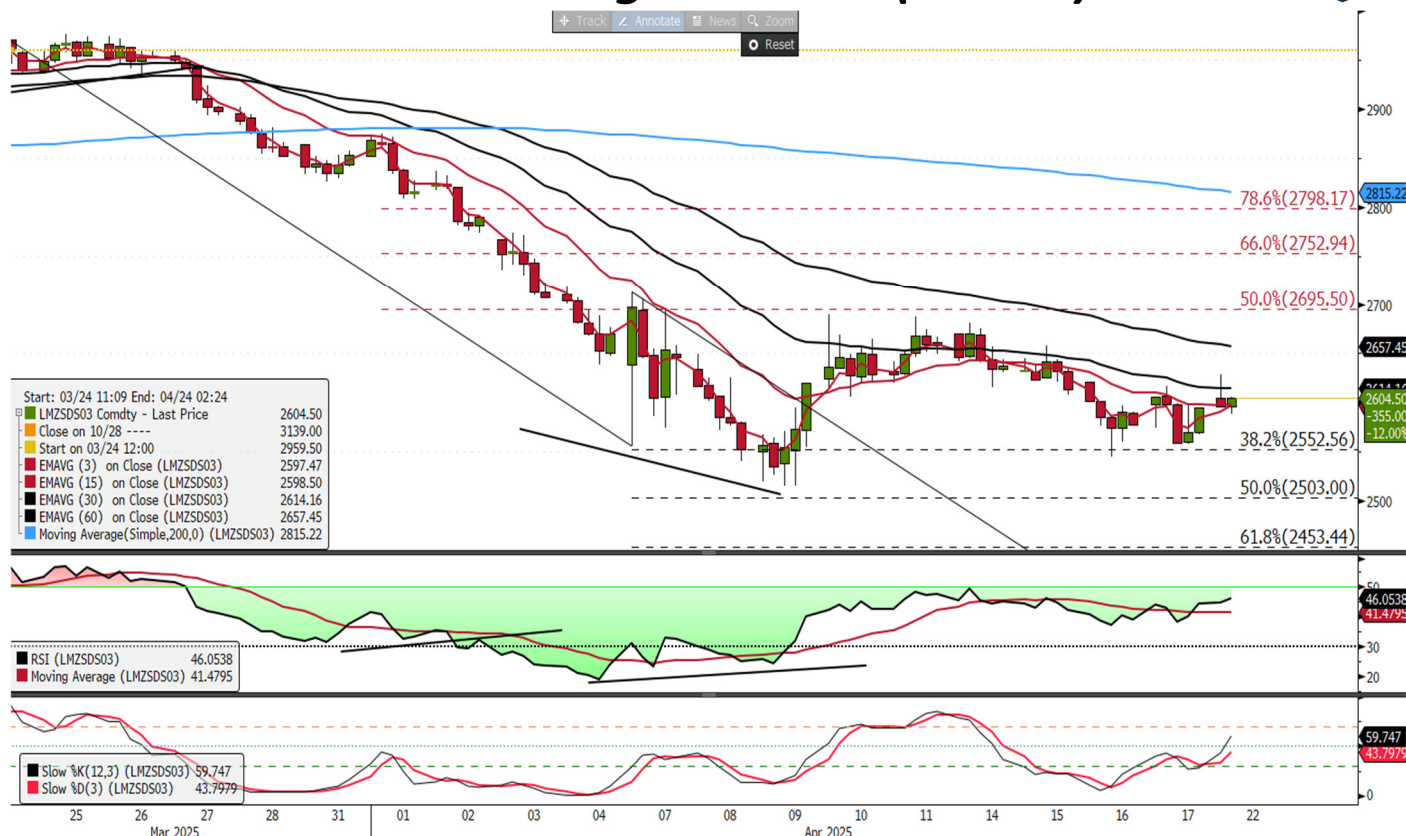 Track Annotate News Zoom
Reset
2900
2815.22
78.6%(2798.17)
2800
66.0%(2752.94)
50.0%(2695.50)
2700
2657.45
2614.16
2604.50
-355.00
-12.00%
38.2%(2552.56)
50.0%(2503.00)
2500
61.8%(2453.44)
Start: 03/24 11:09 End: 04/24 02:24
LMZSDS03 Comdty - Last Price 2604.50
Close on 10/28 ---- 3139.00
Start on 03/24 12:00 2959.50
EMAVG (3) on Close (LMZSDS03) 2597.47
EMAVG (15) on Close (LMZSDS03) 2598.50
EMAVG (30) on Close (LMZSDS03) 2614.16
EMAVG (60) on Close (LMZSDS03) 2657.45
Moving Average(Simple,200,0) (LMZSDS03) 2815.22
50
46.0538
41.4795
30
20
RSI (LMZSDS03) 46.0538
Moving Average (LMZSDS03) 41.4795
59.747
43.7979
0
Slow %K(12,3) (LMZSDS03) 59.747
Slow %D(3) (LMZSDS03) 43.7979
25 26 27 28 31 01 02 03 04 07 08 09 10 11 14 15 16 17 22
Mar 2025 Apr 2025